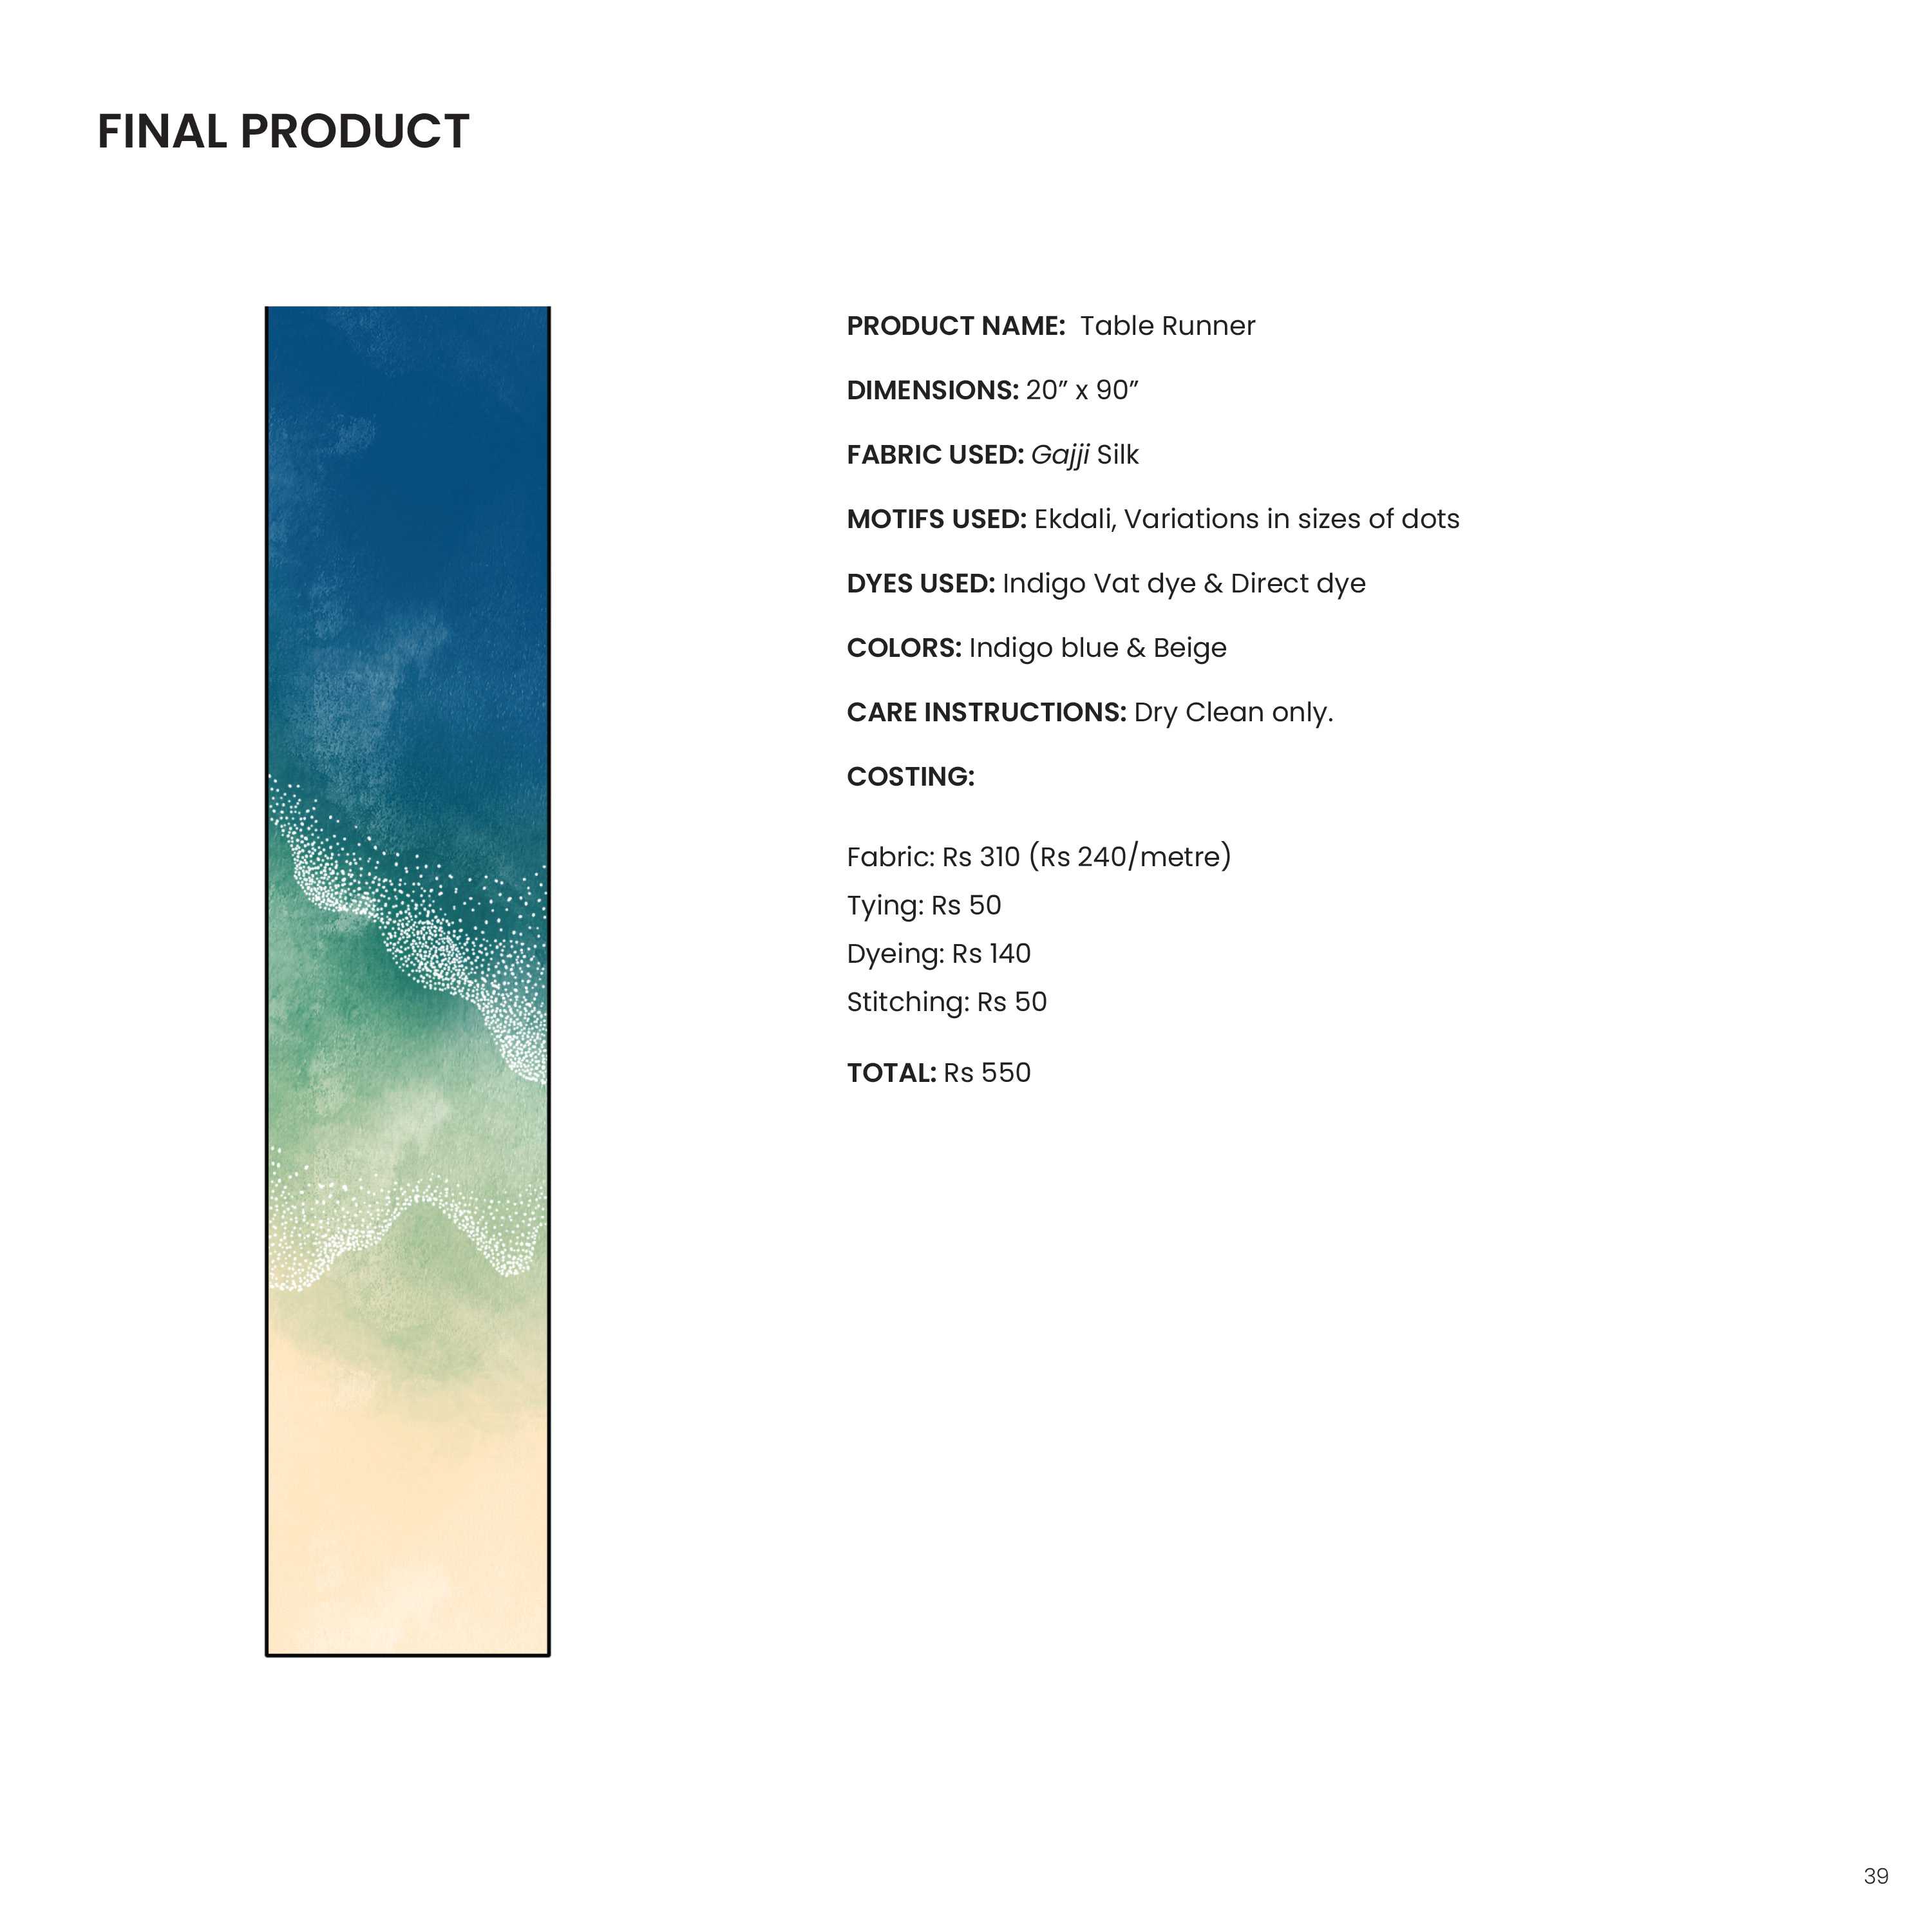 FINAL PRODUCT
PRODUCT NAME: Table Runner
DIMENSIONS: 20” x 90”
FABRIC USED: Gajji Silk
MOTIFS USED: Ekdali, Variations in sizes of dots
DYES USED: Indigo Vat dye & Direct dye
COLORS: Indigo blue & Beige
CARE INSTRUCTIONS: Dry Clean only.
COSTING:
Fabric: Rs 310 (Rs 240/metre)
Tying: Rs 50
Dyeing: Rs 140
Stitching: Rs 50
TOTAL: Rs 550
39